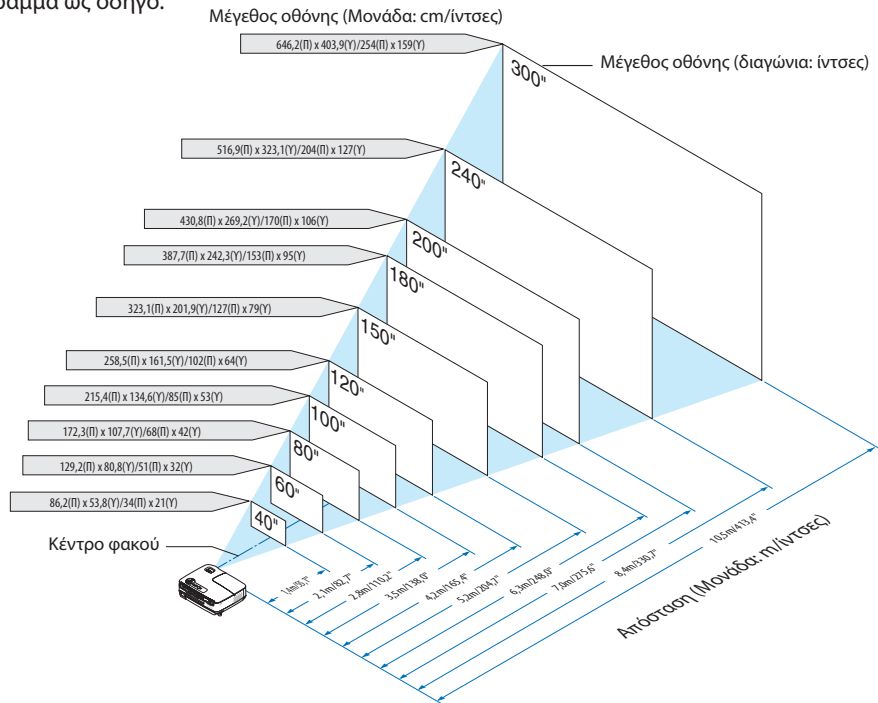 ραμμα ως οδηγό.
Μέγεθος οθόνης (Μονάδα: cm/ίντσες)
646,2(Π) x 403,9(Υ)/254(Π) x 159(Υ)
Μέγεθος οθόνης (διαγώνια: ίντσες)
300"
516,9(Π) x 323,1(Υ)/204(Π) x 127(Υ)
240"
430,8(Π) x 269,2(Υ)/170(Π) x 106(Υ)
200"
387,7(Π) x 242,3(Υ)/153(Π) x 95(Υ)
180"
323,1(Π) x 201,9(Υ)/127(Π) x 79(Υ)
150"
258,5(Π) x 161,5(Υ)/102(Π) x 64(Υ)
120"
215,4(Π) x 134,6(Υ)/85(Π) x 53(Υ)
100"
172,3(Π) x 107,7(Υ)/68(Π) x 42(Υ)
80"
129,2(Π) x 80,8(Υ)/51(Π) x 32(Υ)
60"
86,2(Π) x 53,8(Υ)/34(Π) x 21(Υ)
40"
Κέντρο φακού
2,1m/82,7"
2,8m/110,2"
3,5m/138,0"
4,2m/165,4"
5,2m/204,7"
6,3m/248,0"
7,0m/275,6"
8,4m/330,7"
10,5m/413,4"
Απόσταση (Μονάδα: m/ίντσες)